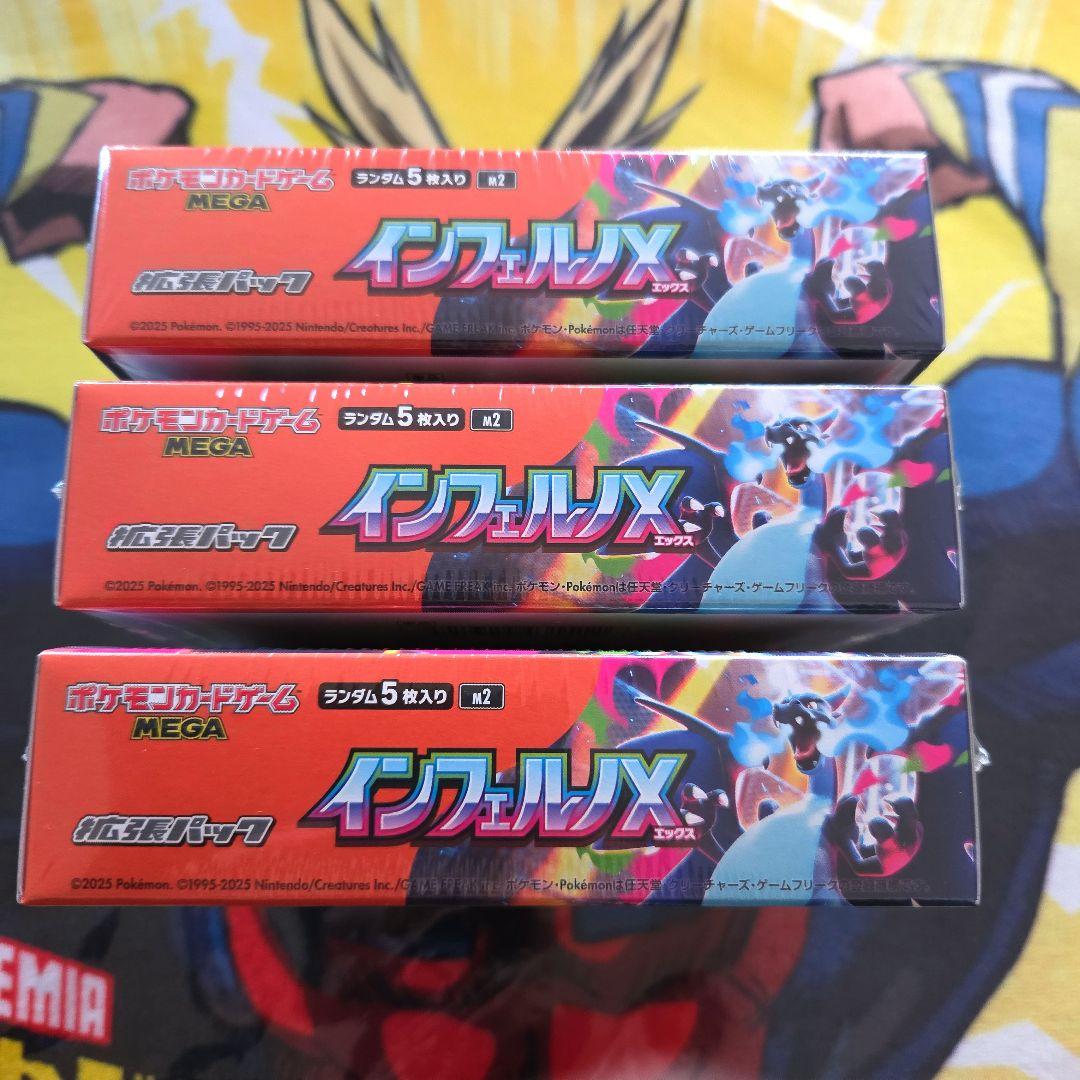 ポケモンカードゲーム
MEGA
ランダム5枚入り M2
インフェルノX
エックス
拡張パック
©2025 Pokémon. ©1995-2025 Nintendo/Creatures Inc./GAME FREAK inc. ポケモン・Pokémonは任天堂・クリーチャーズ・ゲームフリークの登録商標です。
ポケモンカードゲーム
MEGA
ランダム5枚入り M2
インフェルノX
エックス
拡張パック
©2025 Pokémon. ©1995-2025 Nintendo/Creatures Inc./GAME FREAK inc. ポケモン・Pokémonは任天堂・クリーチャーズ・ゲームフリークの登録商標です。
ポケモンカードゲーム
MEGA
ランダム5枚入り M2
インフェルノX
エックス
拡張パック
©2025 Pokémon. ©1995-2025 Nintendo/Creatures Inc./GAME FREAK inc. ポケモン・Pokémonは任天堂・クリーチャーズ・ゲームフリークの登録商標です。
EMIA